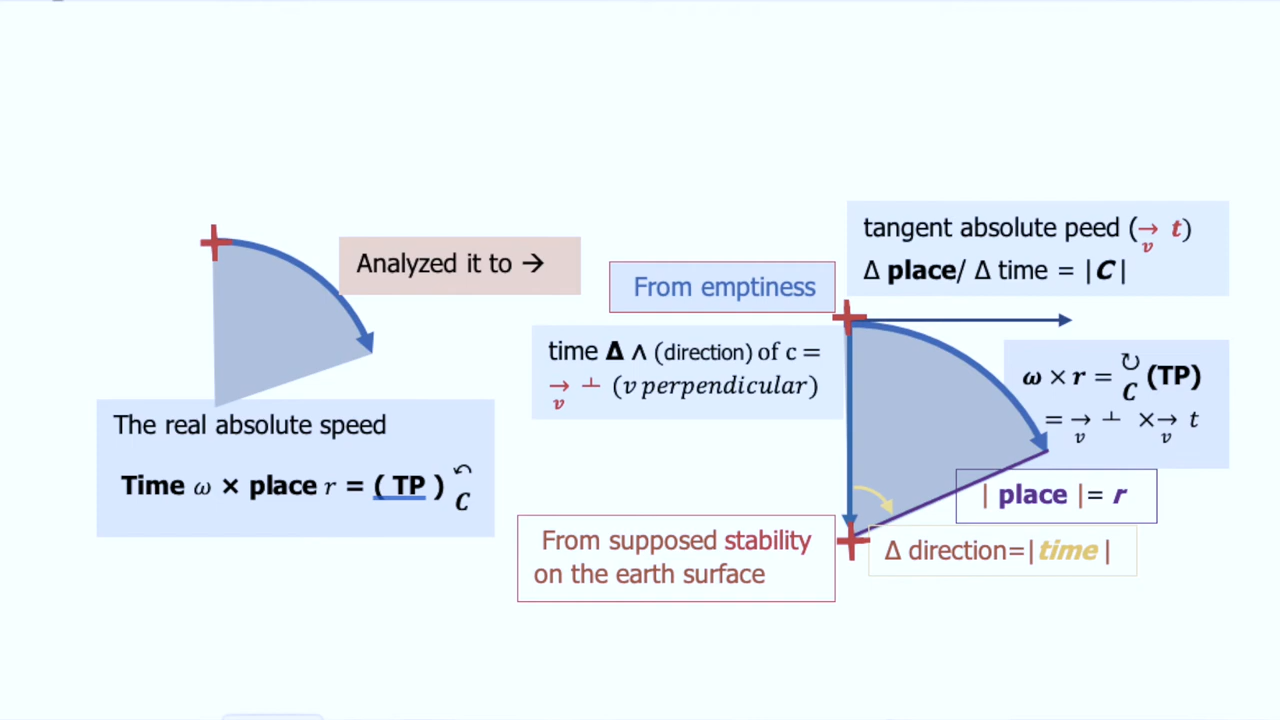 The real absolute speed
Time ω × place r = ( TP ) C
Analyzed it to →
From emptiness
time Δ ∧ (direction) of c =
→ v ⊥ (v perpendicular)
From supposed stability
on the earth surface
tangent absolute peed (→ v t)
Δ place/ Δ time = |C|
ω × r = ↻ C (TP)
= → v ⊥ ×→ v t
| place |= r
Δ direction=|time |